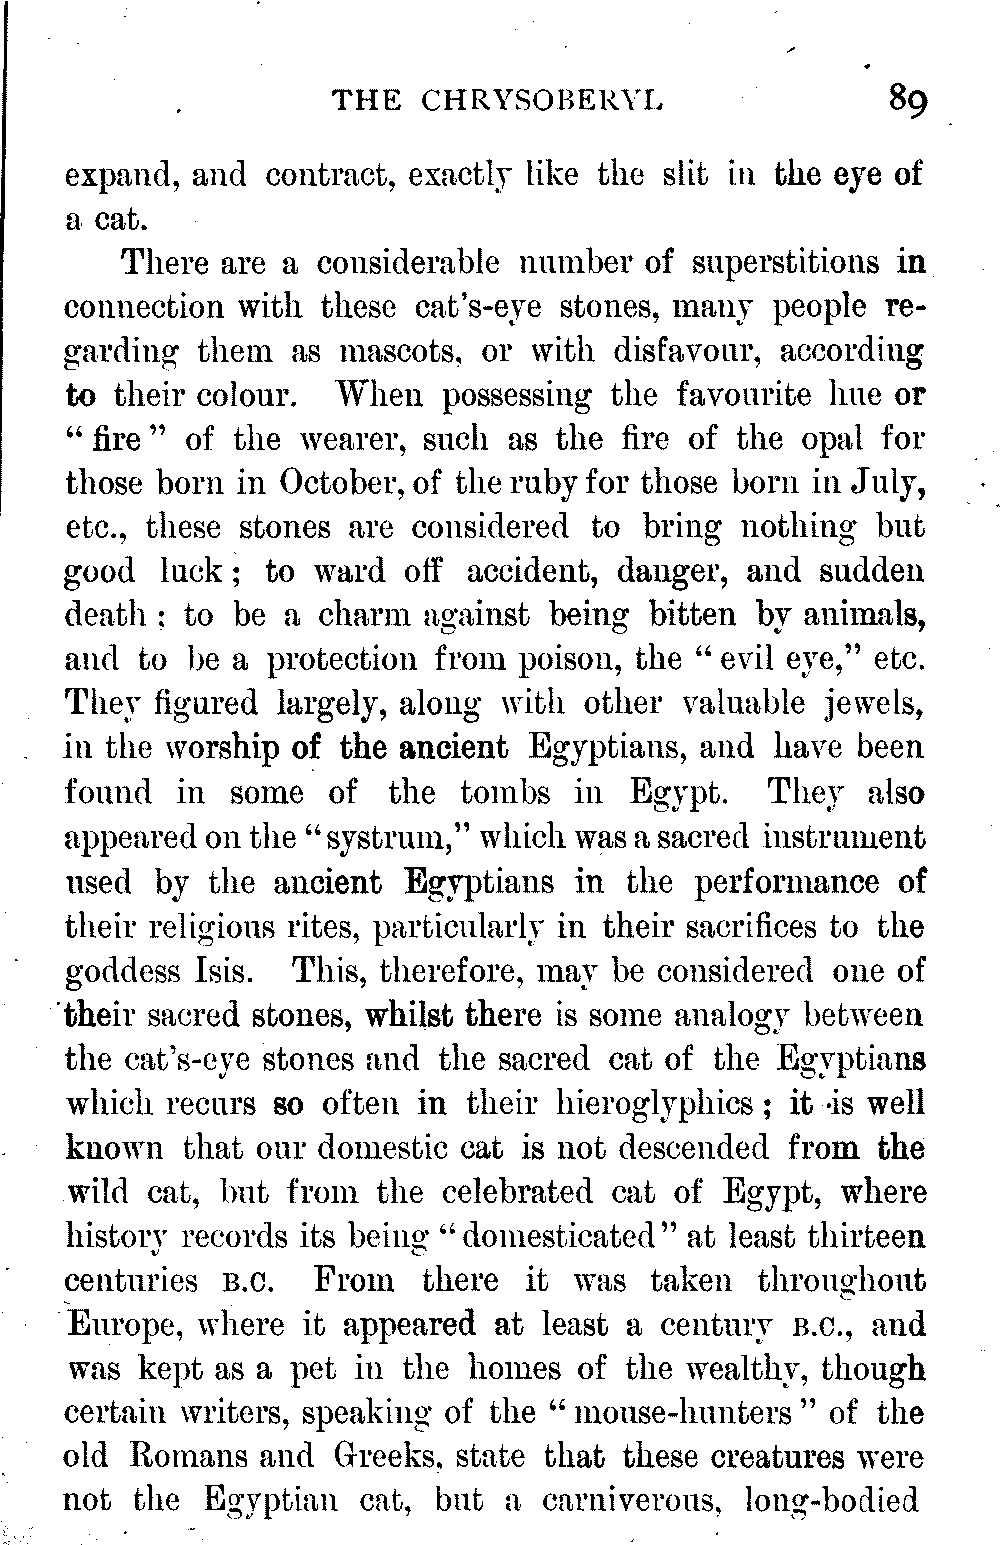 THE CHRYSOBERYL 89
expand, and contract, exactly like the slit in the eye of
a cat.
There are a considerable number of superstitions in
connection with these cat's-eye stones, many people re-
garding them as mascots, or with disfavour, according
to their colour. When possessing the favourite hue or
“ fire ” of the wearer, such as the fire of the opal for
those born in October, of the ruby for those born in July,
etc., these stones are considered to bring nothing but
good luck ; to ward off accident, danger, and sudden
death ; to be a charm against being bitten by animals,
and to be a protection from poison, the “ evil eye,” etc.
They figured largely, along with other valuable jewels,
in the worship of the ancient Egyptians, and have been
found in some of the tombs in Egypt. They also
appeared on the “ systrum,” which was a sacred instrument
used by the ancient Egyptians in the performance of
their religious rites, particularly in their sacrifices to the
goddess Isis. This, therefore, may be considered one of
their sacred stones, whilst there is some analogy between
the cat's-eye stones and the sacred cat of the Egyptians
which recurs so often in their hieroglyphics ; it is well
known that our domestic cat is not descended from the
wild cat, but from the celebrated cat of Egypt, where
history records its being “ domesticated ” at least thirteen
centuries B.C. From there it was taken throughout
Europe, where it appeared at least a century B.C., and
was kept as a pet in the homes of the wealthy, though
certain writers, speaking of the “ mouse-hunters ” of the
old Romans and Greeks, state that these creatures were
not the Egyptian cat, but a carniverous, long-bodied